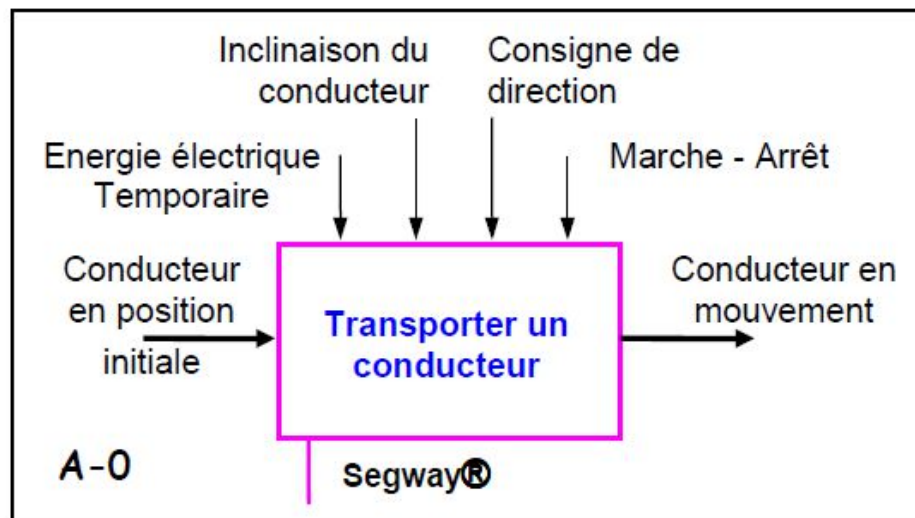 Inclinaison du
conducteur
Consigne de
direction
Energie électrique
Temporaire
Marche - Arrêt
Conducteur
en position
initiale
Transporter un
conducteur
Conducteur en
mouvement
A-0
Segway®